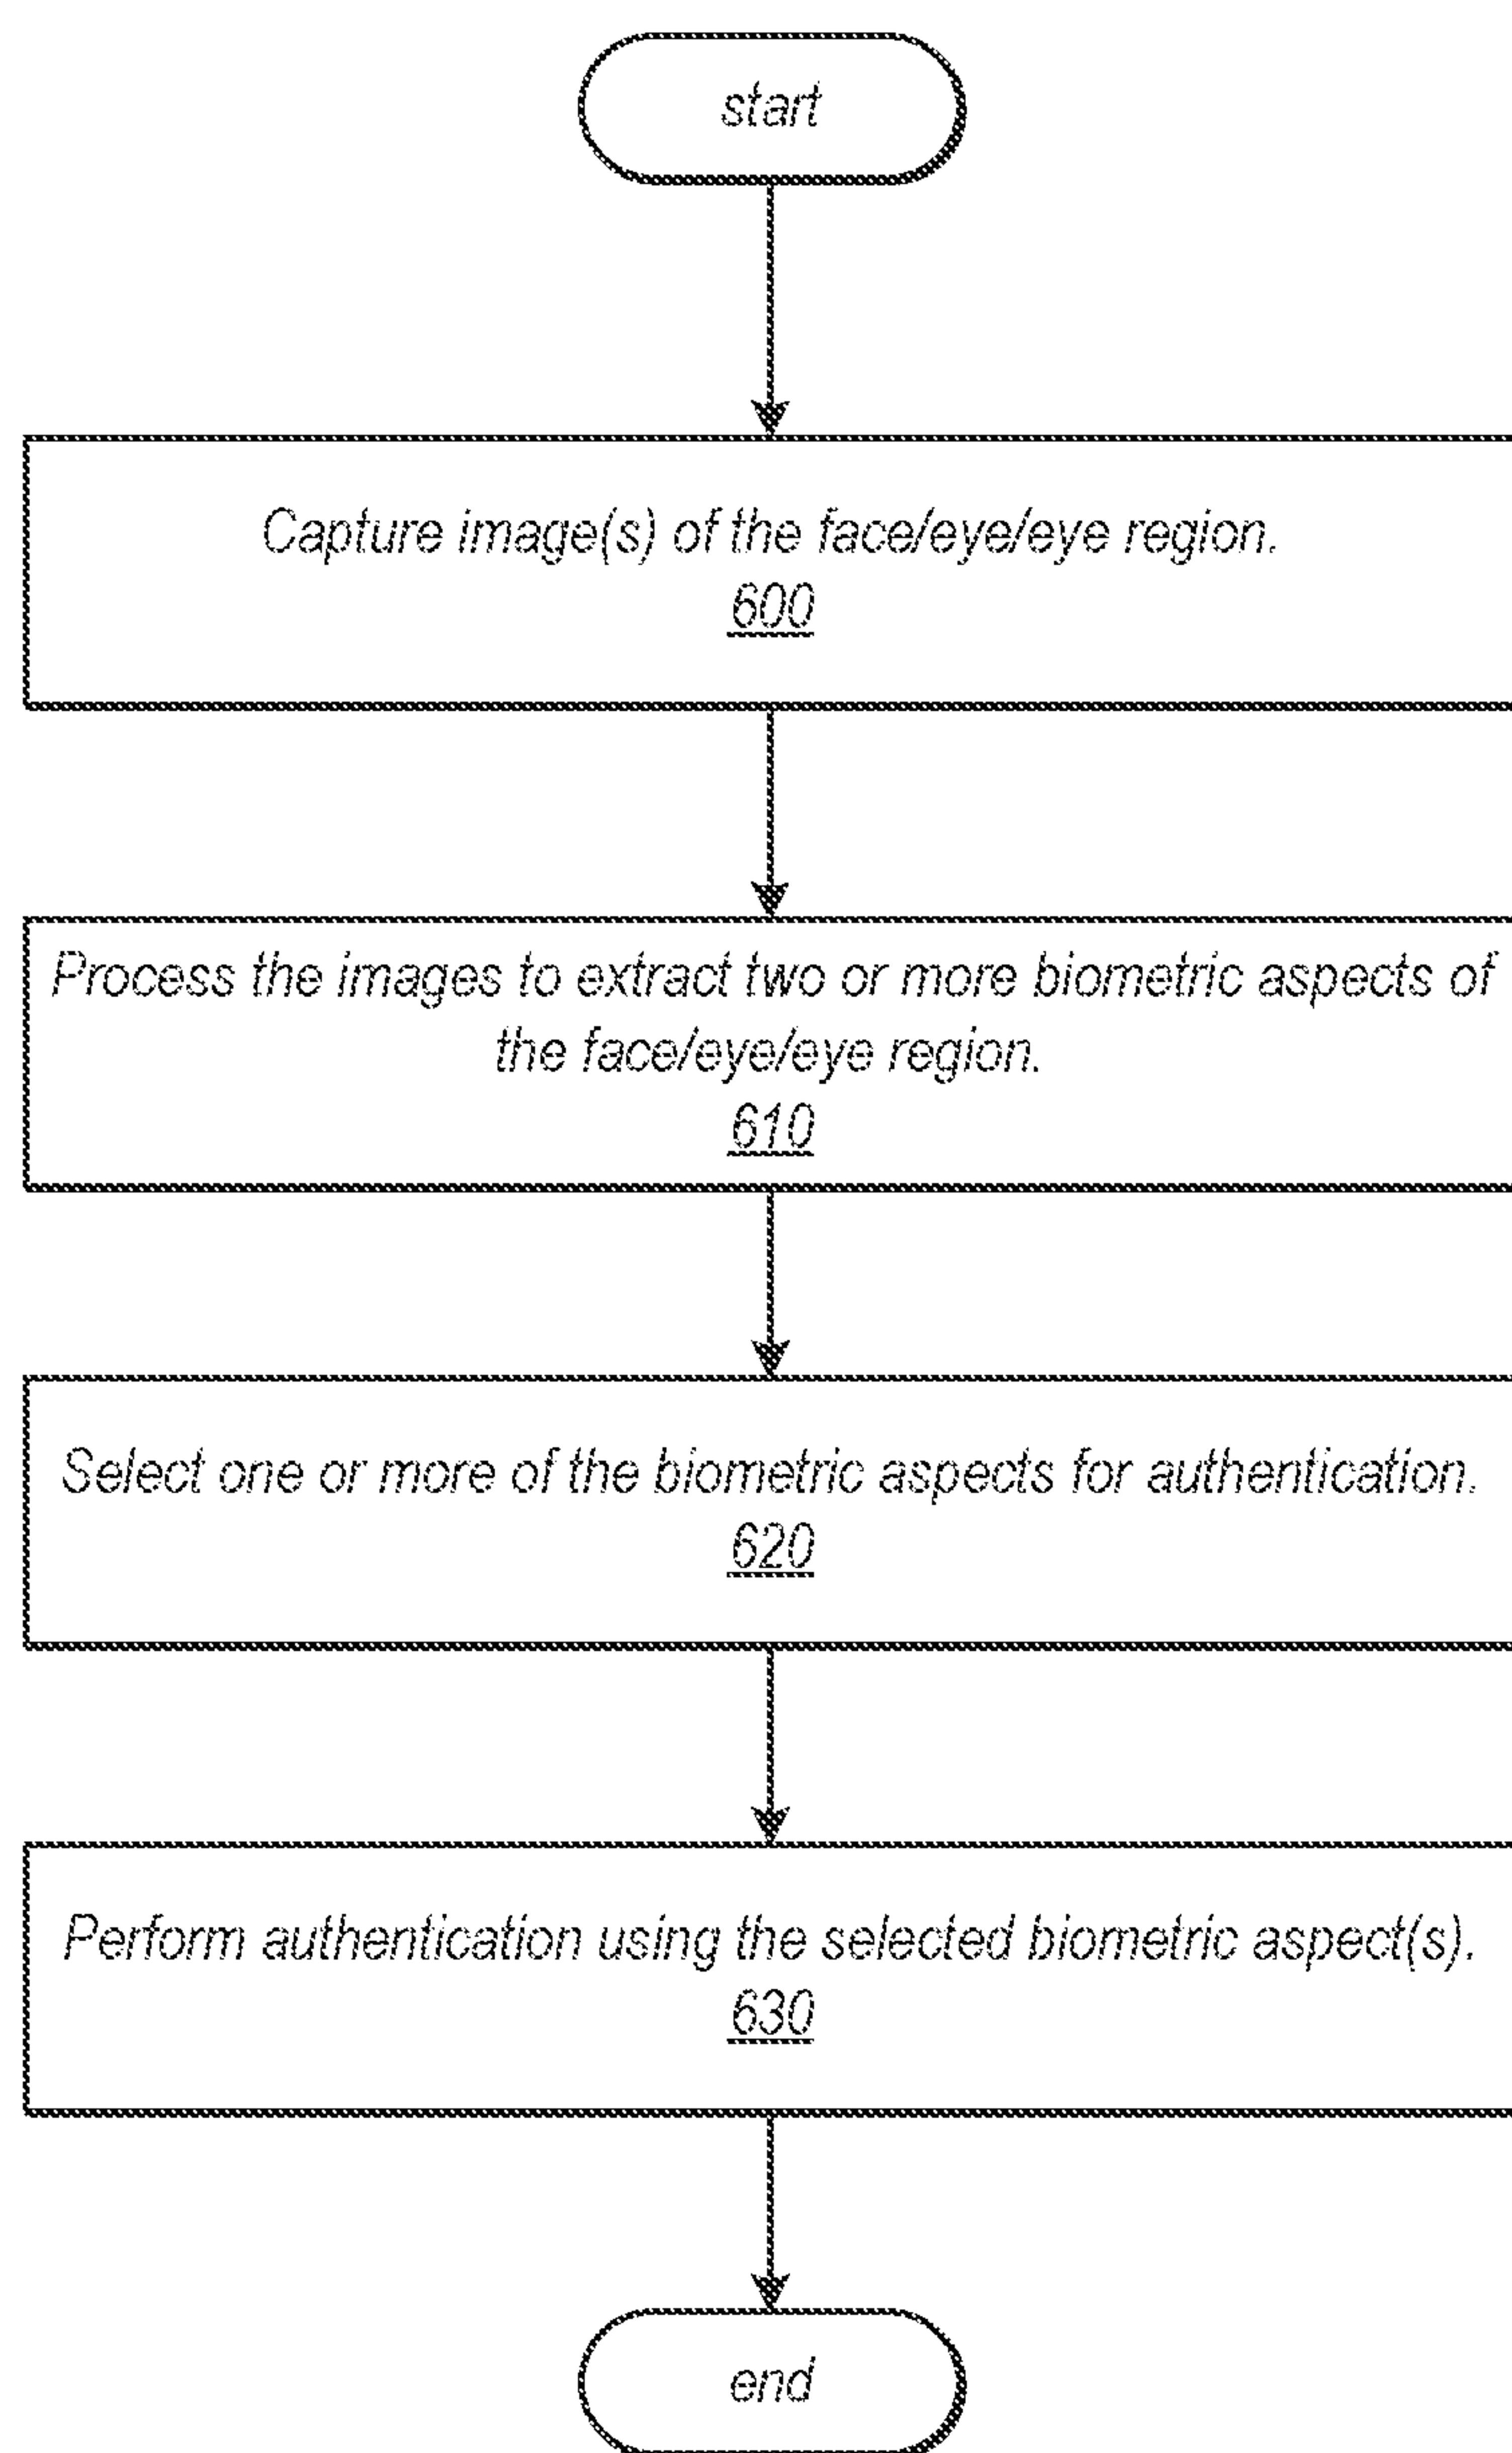 start
Capture image(s) of the face/eye/eye region.
600
Process the images to extract two or more biometric aspects of
the face/eye/eye region.
610
Select one or more of the biometric aspects for authentication.
620
Perform authentication using the selected biometric aspect(s).
630
end